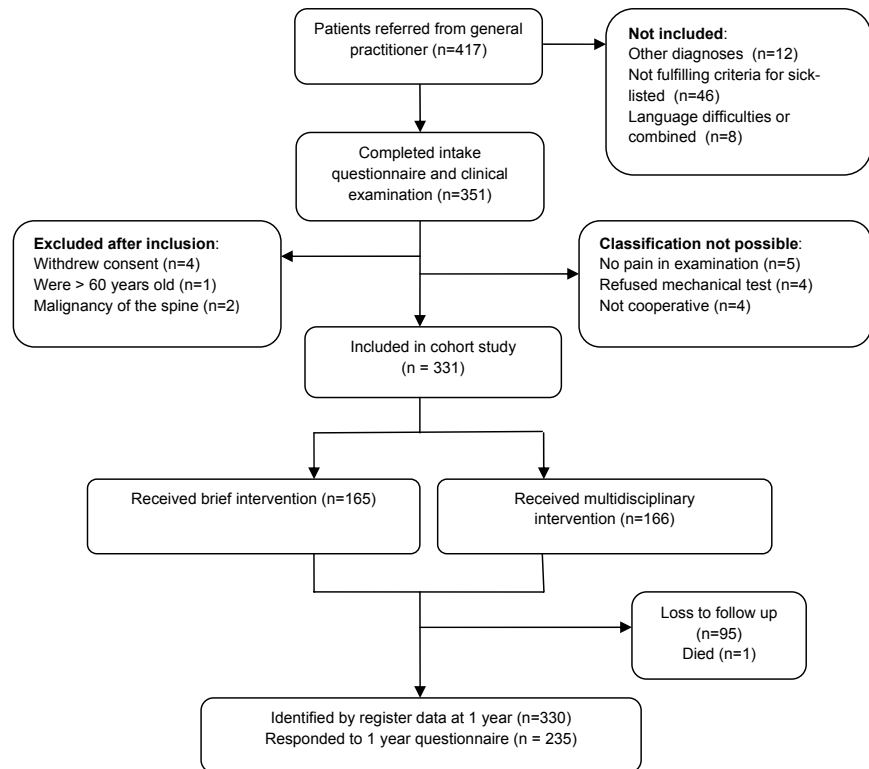 Patients referred from general
practitioner (n=417)
Not included:
Other diagnoses (n=12)
Not fulfilling criteria for sick-
listed (n=46)
Language difficulties or
combined (n=8)
Completed intake
questionnaire and clinical
examination
(n=351)
Excluded after inclusion:
Withdrew consent (n=4)
Were > 60 years old (n=1)
Malignancy of the spine (n=2)
Classification not possible:
No pain in examination (n=5)
Refused mechanical test (n=4)
Not cooperative (n=4)
Included in cohort study
(n = 331)
Received brief intervention (n=165)
Received multidisciplinary
intervention (n=166)
Loss to follow up
(n=95)
Died (n=1)
Identified by register data at 1 year (n=330)
Responded to 1 year questionnaire (n = 235)